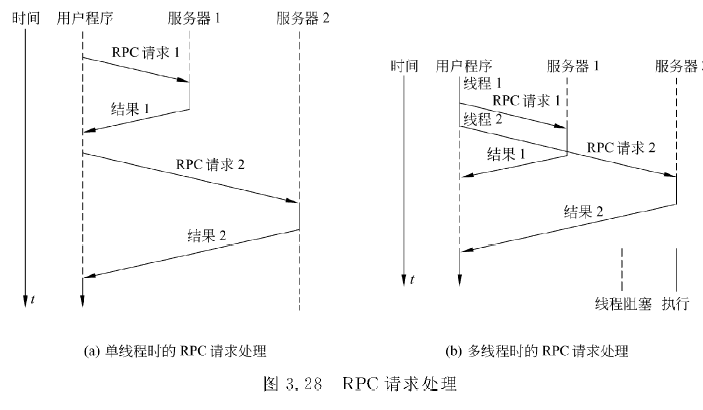 时间 用户程序 服务器 1 服务器 2
RPC 请求 1
结果 1
RPC 请求 2
结果 2
t
(a) 单线程时的 RPC 请求处理
时间 用户程序 服务器 1 服务器
线程 1
RPC 请求 1
线程 2
RPC 请求 2
结果 1
结果 2
t
线程阻塞 执行
(b) 多线程时的 RPC 请求处理
图 3.28 RPC 请求处理